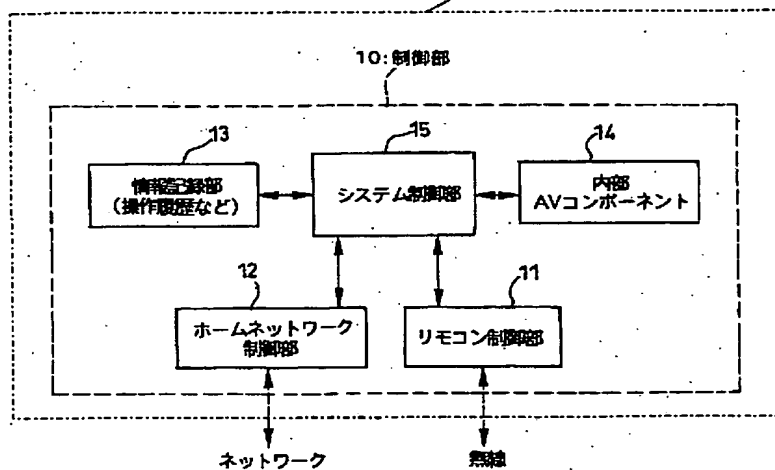 10:制御部
13
15
14
情報記録部
(操作履歴など)
システム制御部
内部
AVコンポーネント
12
11
ホームネットワーク
制御部
リモコン制御部
ネットワーク
無線